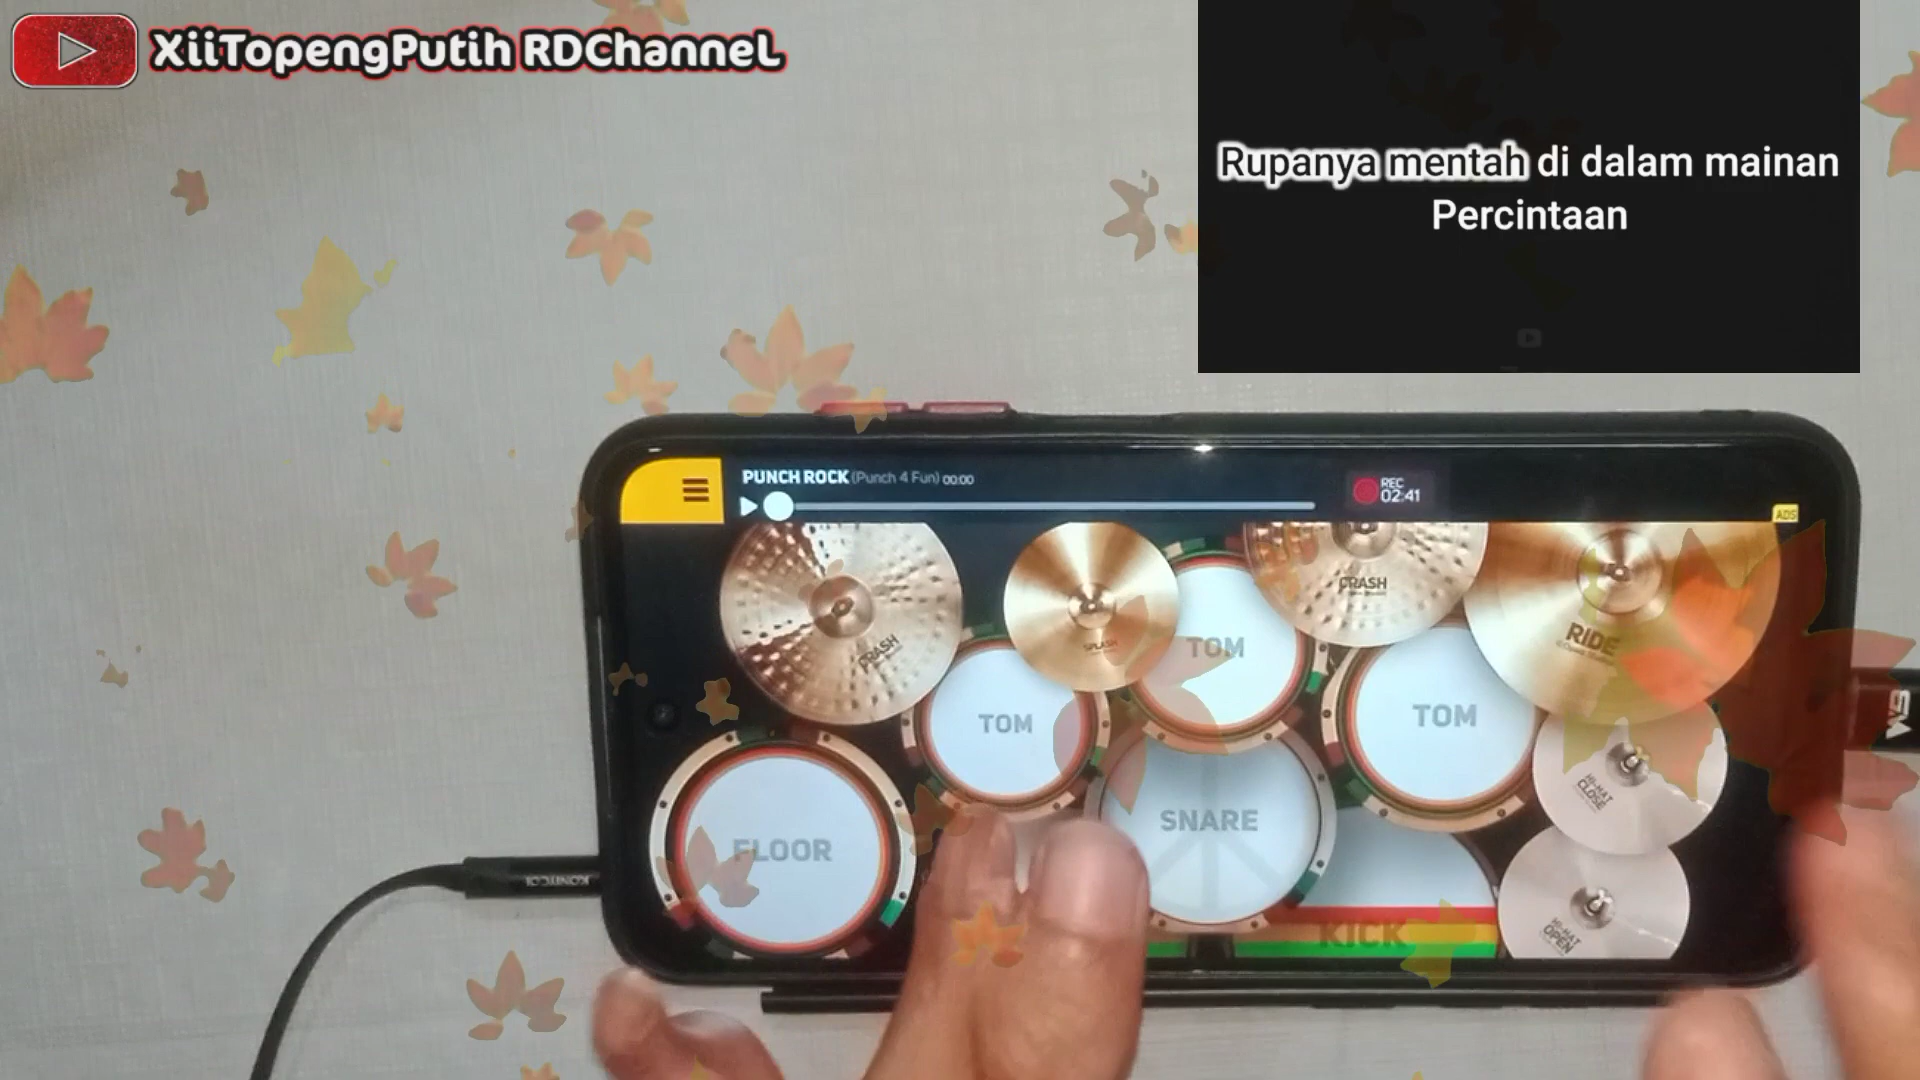 XiiTopengPutih RDChanneL
Rupanya mentah di dalam mainan
Percintaan
PUNCH ROCK (Punch 4 Fun) 00:00
REC
02:41
ADS
CRASH
SPLASH
TOM
CRASH
RIDE
TOM
TOM
HI-HAT
CLOSE
FLOOR
SNARE
KICK
HI-HAT
OPEN